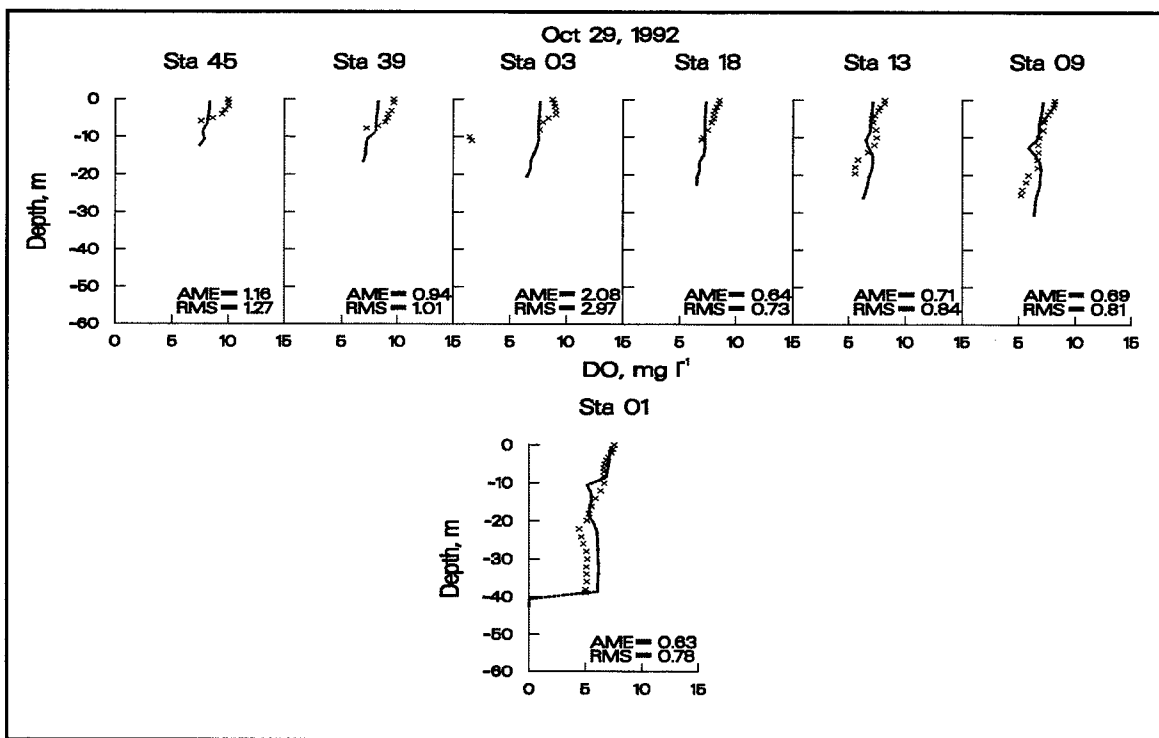 Oct 29, 1992
Sta 45 Sta 39 Sta 03 Sta 18 Sta 13 Sta 09
Depth, m
0
-10
-20
-30
-40
-50
-60
AME = 1.16
RMS = 1.27
AME = 0.94
RMS = 1.01
AME = 2.08
RMS = 2.97
AME = 0.64
RMS = 0.73
AME = 0.71
RMS = 0.84
AME = 0.69
RMS = 0.81
0 5 10 15 5 10 15 5 10 15 5 10 15 5 10 15 5 10 15
DO, mg l⁻¹
Sta 01
Depth, m
0
-10
-20
-30
-40
-50
-60
AME = 0.63
RMS = 0.78
0 5 10 15